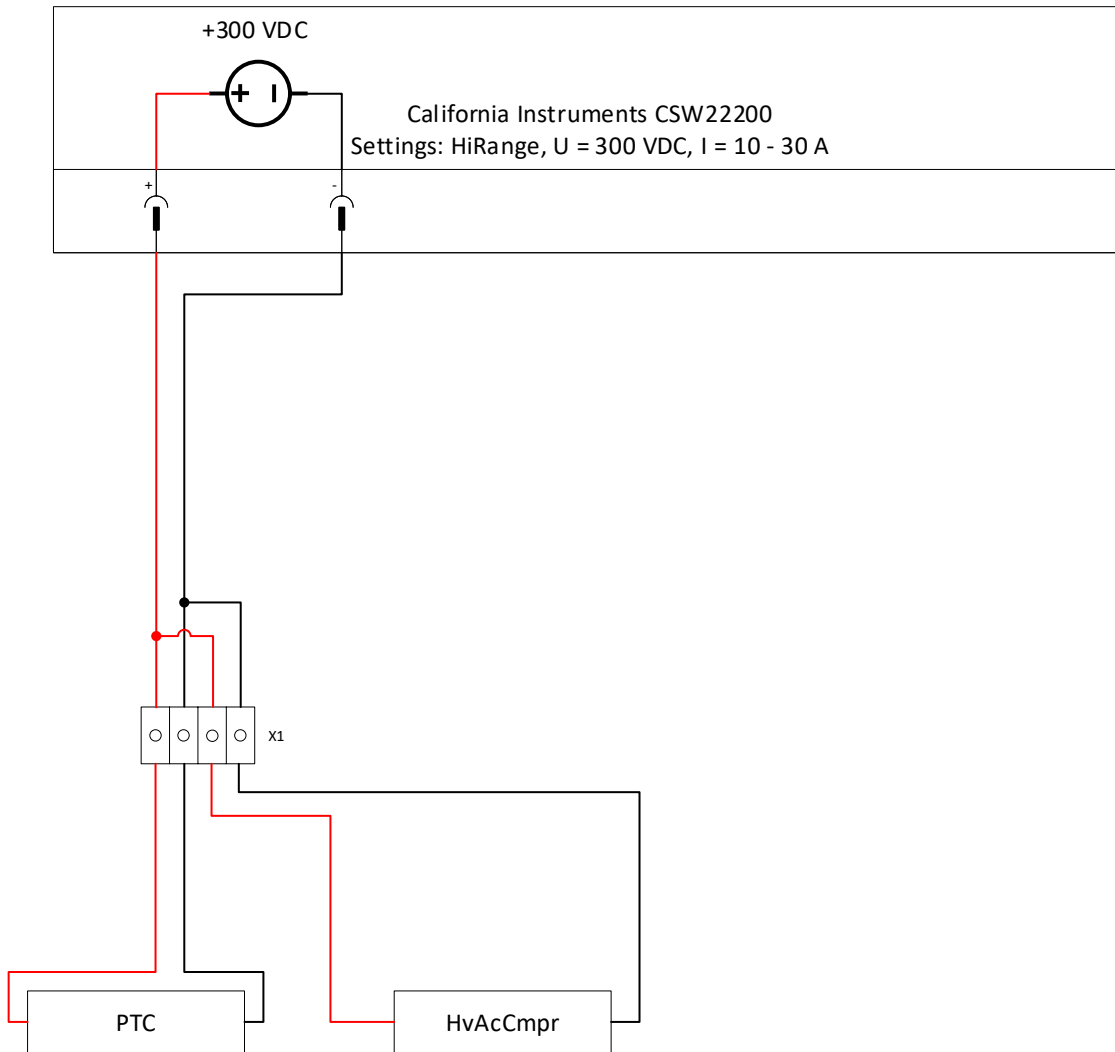 +300 VDC
California Instruments CSW22200
Settings: HiRange, U = 300 VDC, I = 10 - 30 A
+
-
X1
PTC
HvAcCmpr